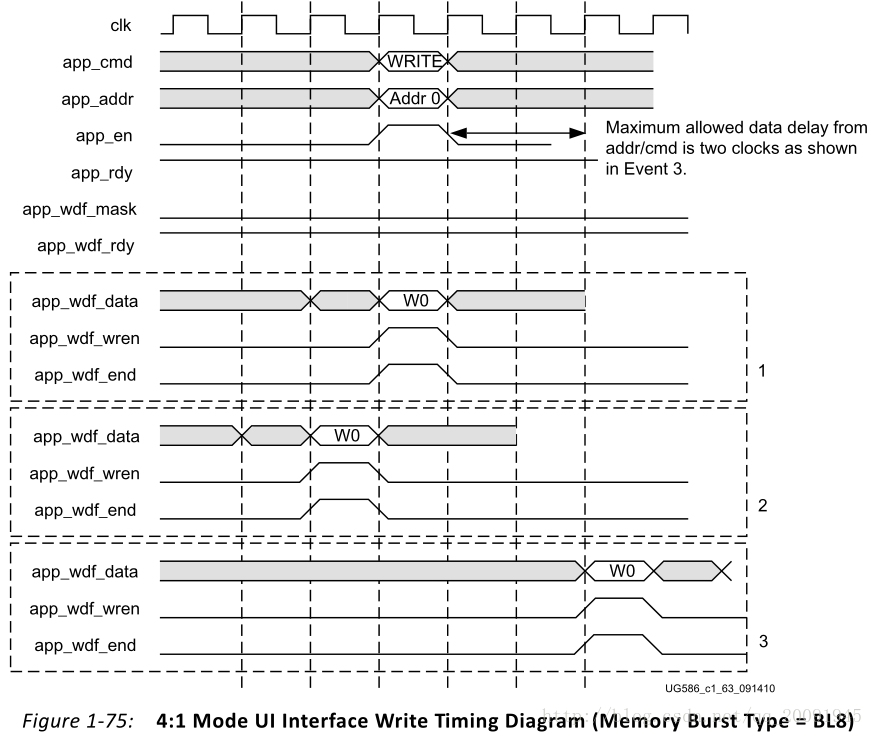 clk
app_cmd
WRITE
app_addr
Addr 0
app_en
Maximum allowed data delay from
addr/cmd is two clocks as shown
in Event 3.
app_rdy
app_wdf_mask
app_wdf_rdy
app_wdf_data
W0
app_wdf_wren
app_wdf_end
1
app_wdf_data
W0
app_wdf_wren
app_wdf_end
2
app_wdf_data
W0
app_wdf_wren
app_wdf_end
3
UG586_c1_63_091410
Figure 1-75: 4:1 Mode UI Interface Write Timing Diagram (Memory Burst Type = BL8)